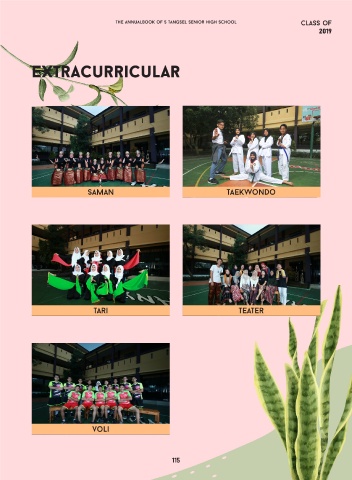 THE ANNUALBOOK OF 5 TANGSEL SENIOR HIGH SCHOOL
CLASS OF
2019
EXTRACURRICULAR
SAMAN
TAEKWONDO
TARI
TEATER
VOLI
115